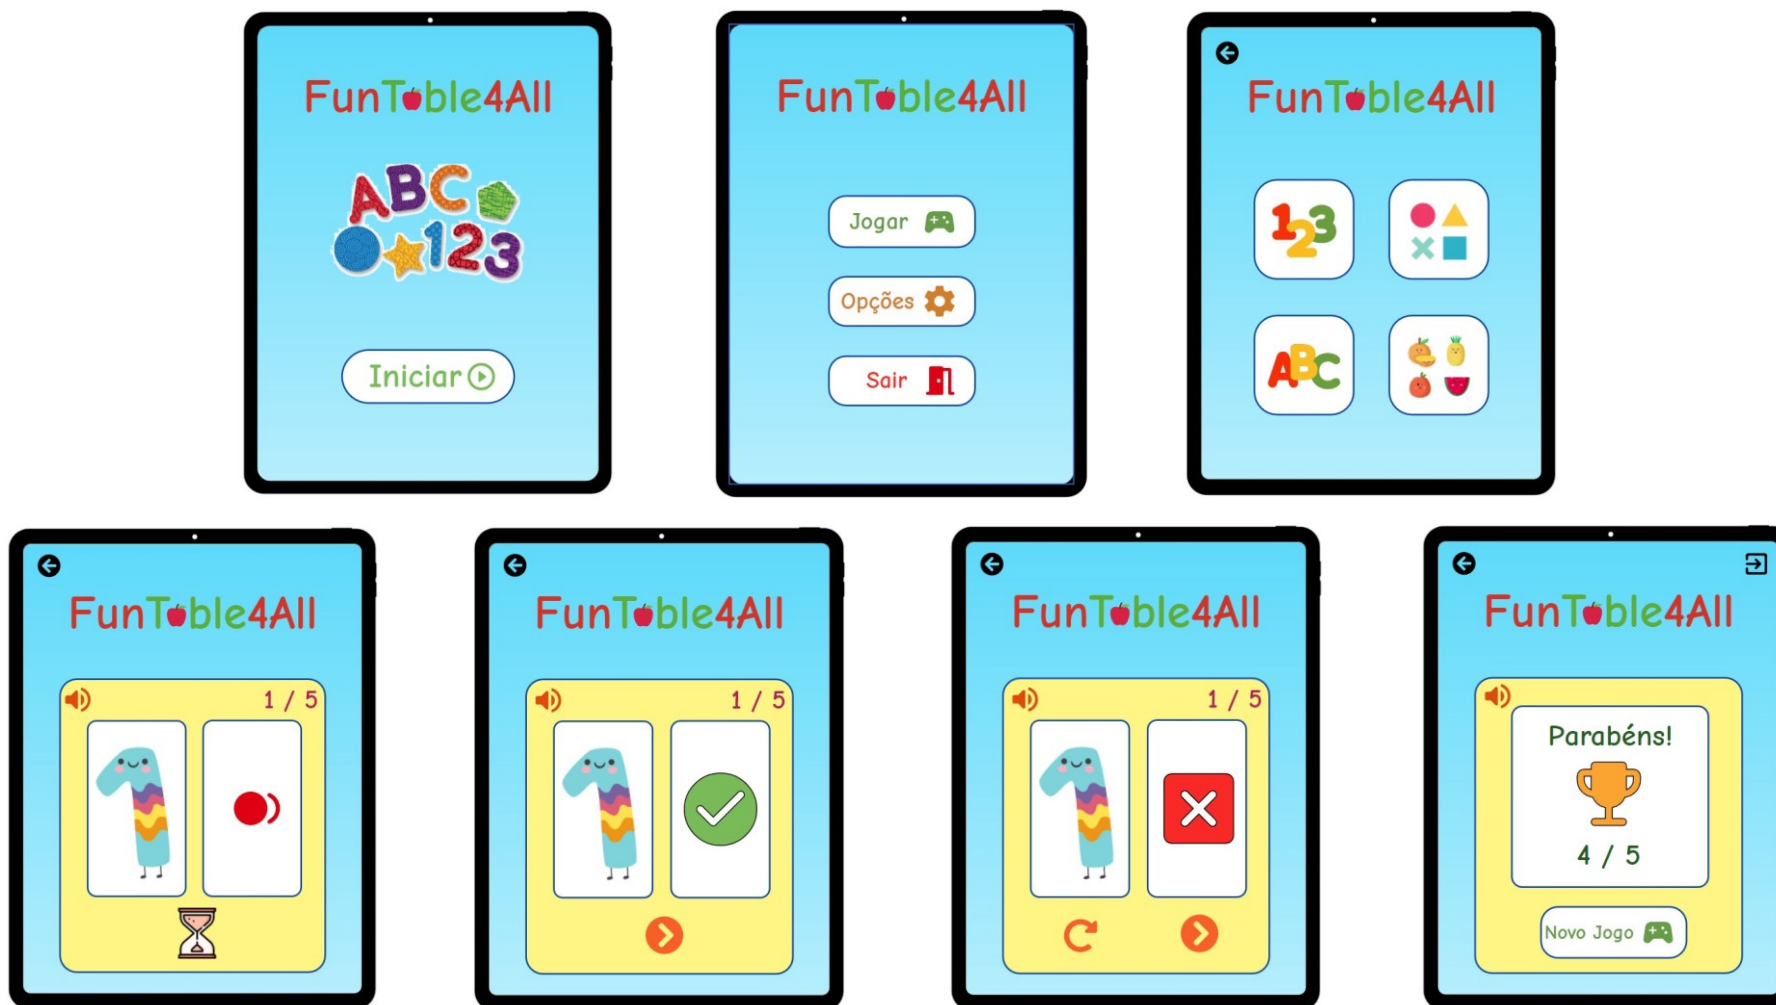 FunTable4All
ABC
123
Iniciar
FunTable4All
Jogar
Opções
Sair
FunTable4All
123
ABC
FunTable4All
1 / 5
FunTable4All
1 / 5
FunTable4All
1 / 5
FunTable4All
Parabéns!
4 / 5
Novo Jogo